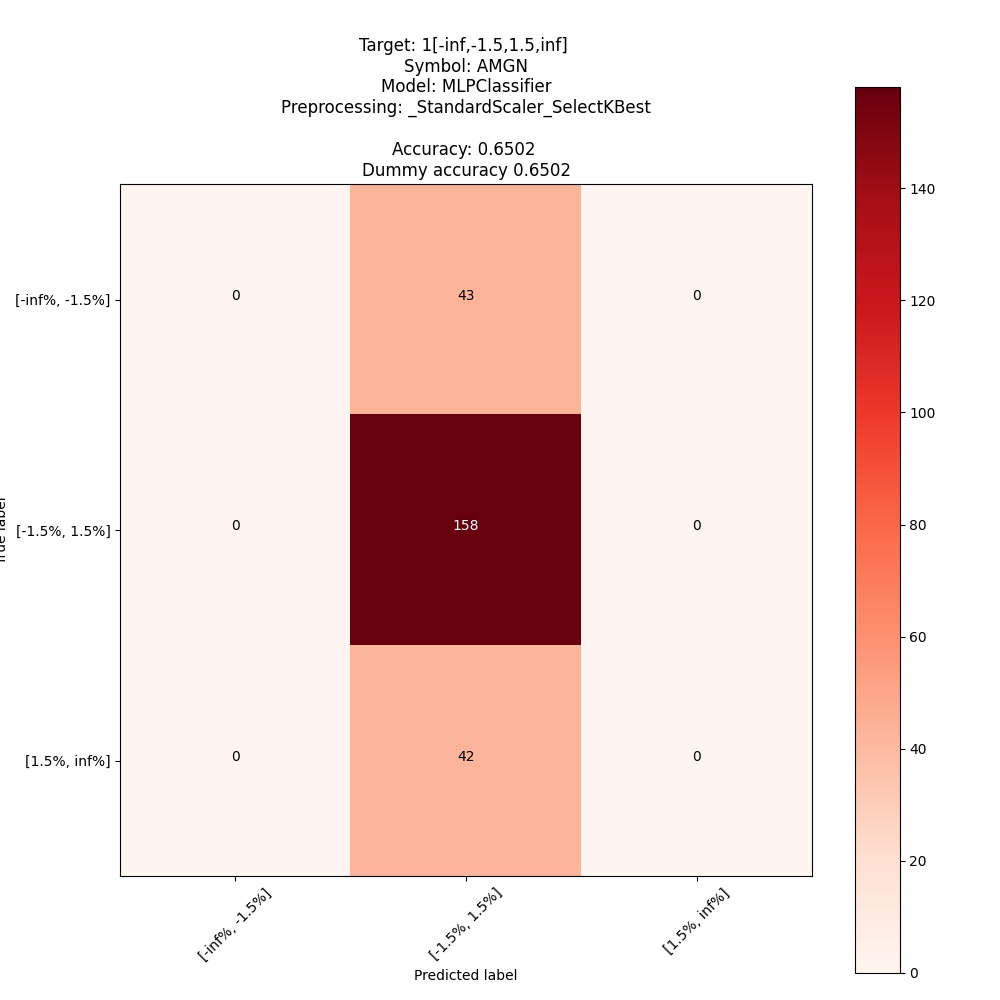 Target: 1[-inf,-1.5,1.5,inf]
Symbol: AMGN
Model: MLPClassifier
Preprocessing: _StandardScaler_SelectKBest
Accuracy: 0.6502
Dummy accuracy 0.6502
[-inf%, -1.5%]
0
43
0
[-1.5%, 1.5%]
0
158
0
[1.5%, inf%]
0
42
0
[-inf%, -1.5%]
[-1.5%, 1.5%]
[1.5%, inf%]
Predicted label
140
120
100
80
60
40
20
0